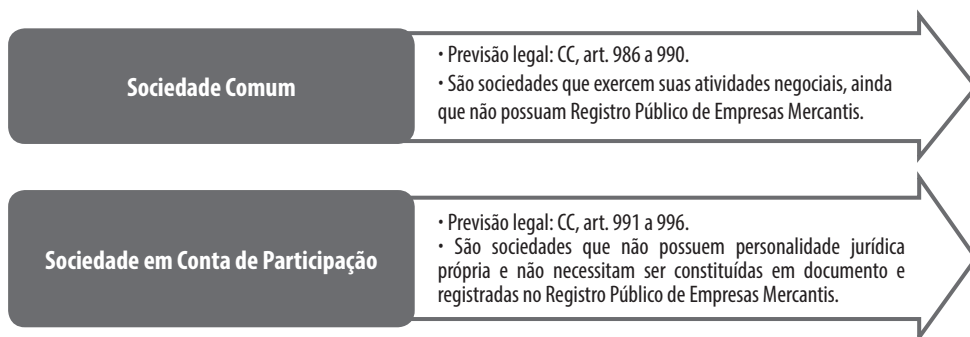 Sociedade Comum
• Previsão legal: CC, art. 986 a 990.
• São sociedades que exercem suas atividades negociais, ainda
que não possuam Registro Público de Empresas Mercantis.
Sociedade em Conta de Participação
• Previsão legal: CC, art. 991 a 996.
• São sociedades que não possuem personalidade jurídica
própria e não necessitam ser constituídas em documento e
registradas no Registro Público de Empresas Mercantis.